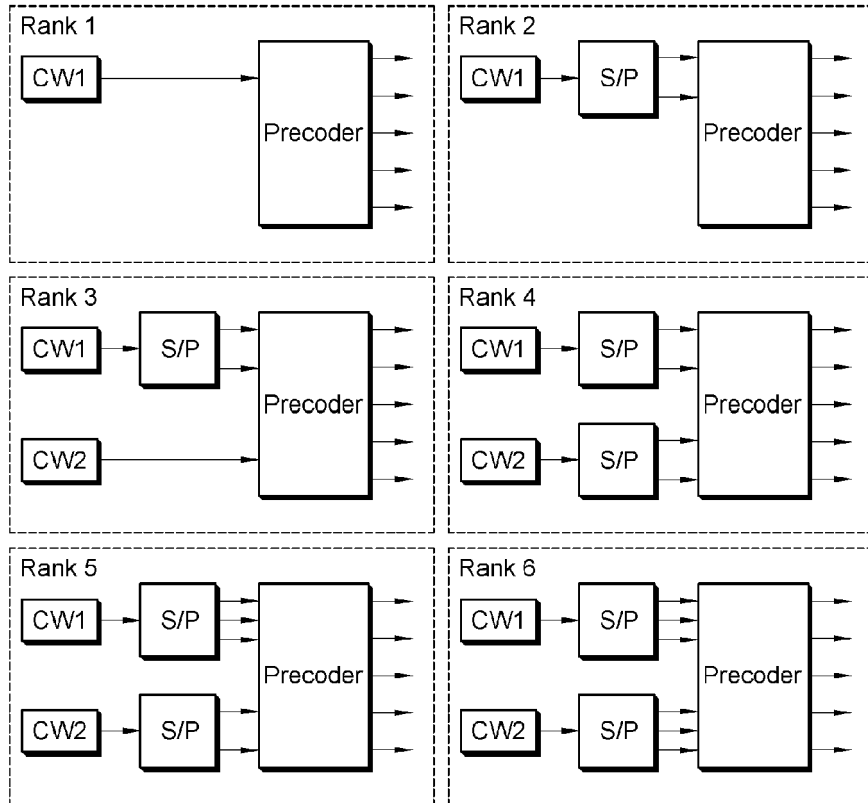 Rank 1
CW1
Precoder
Rank 2
CW1
S/P
Precoder
Rank 3
CW1
S/P
Precoder
CW2
Rank 4
CW1
S/P
Precoder
CW2
S/P
Rank 5
CW1
S/P
Precoder
CW2
S/P
Rank 6
CW1
S/P
Precoder
CW2
S/P